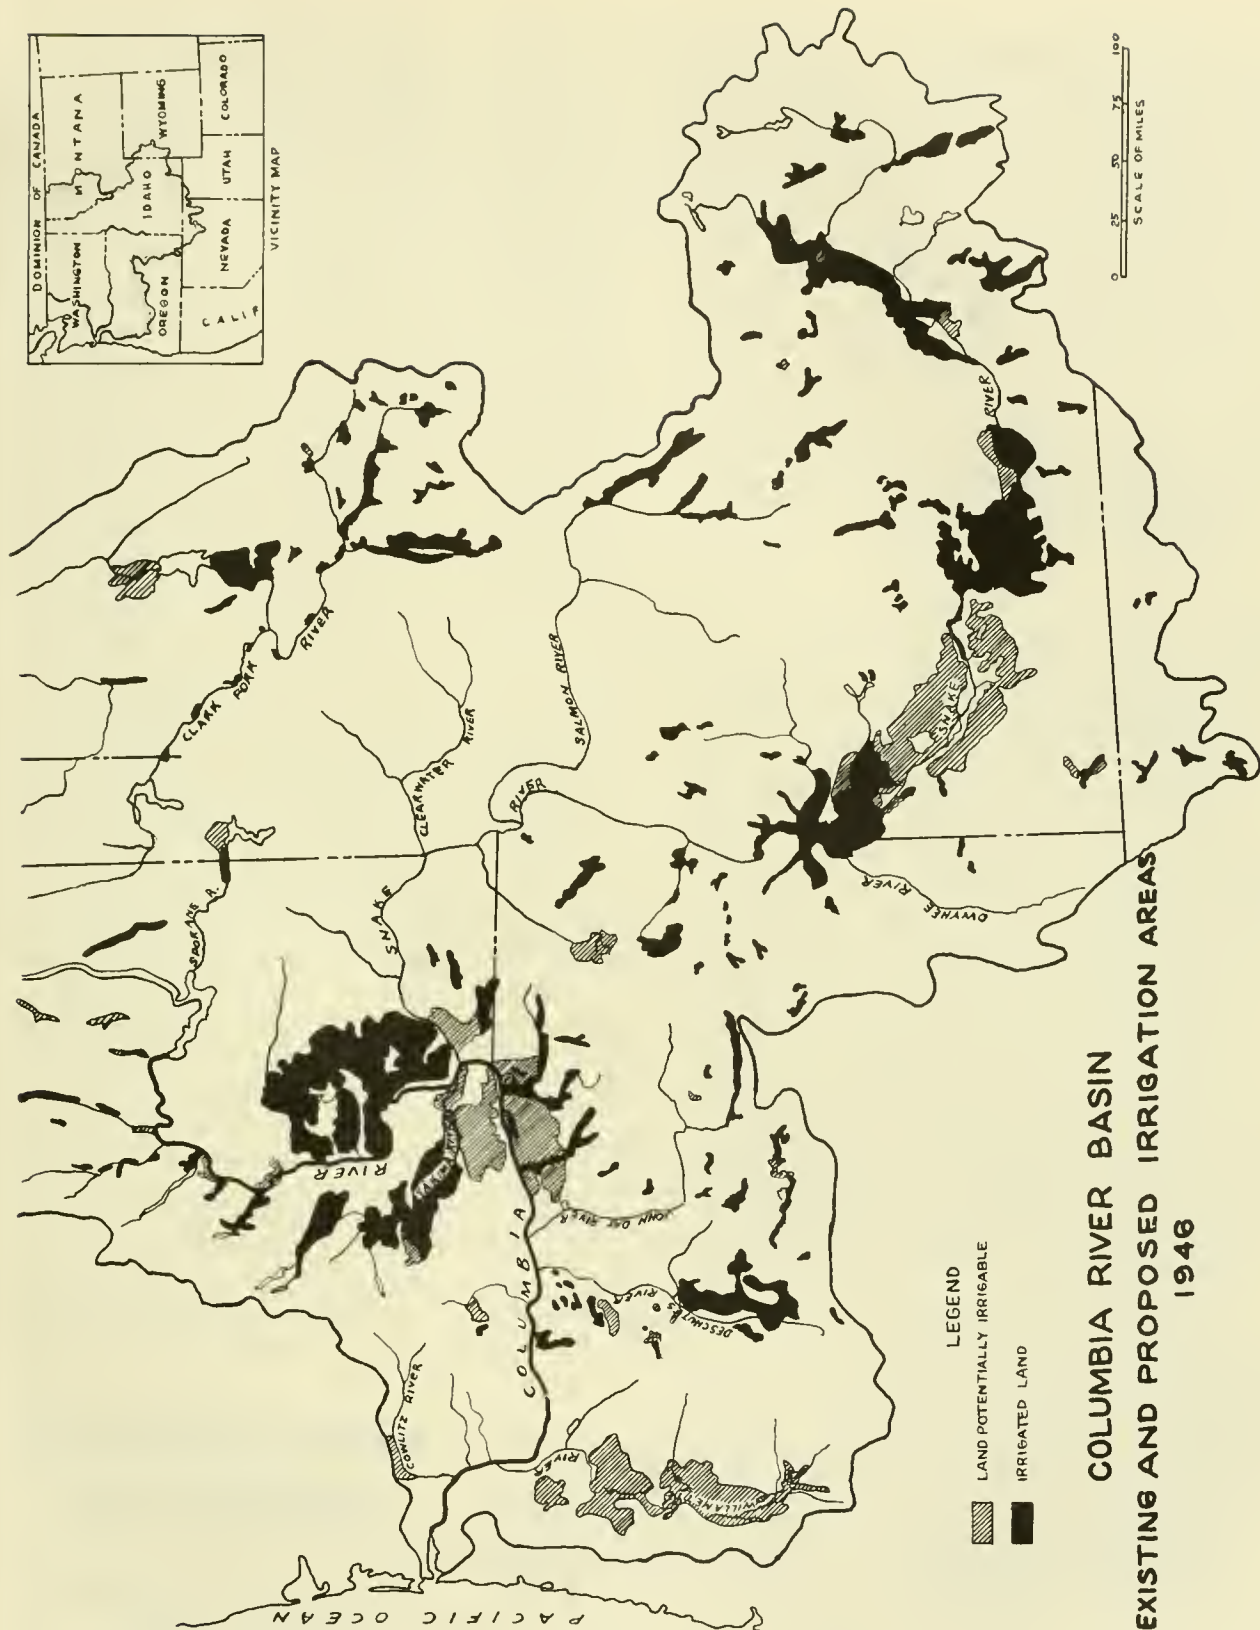 DOMINION OF CANADA
WASHINGTON
MONTANA
OREGON
IDAHO
WYOMING
CALIF
NEVADA
UTAH
COLORADO
VICINITY MAP
CLARK FORK
RIVER
SPOKANE R.
SNAKE
CLEARWATER
RIVER
SALMON RIVER
RIVER
RIVER
YAKIMA RIVER
COWLITZ RIVER
COLUMBIA
JOHN DAY RIVER
DESCHUTES
RIVER
RIVER
WILLAMETTE
PACIFIC OCEAN
OWYHEE
RIVER
SNAKE
RIVER
0 25 50 75 100
SCALE OF MILES
LEGEND
LAND POTENTIALLY IRRIGABLE
IRRIGATED LAND
COLUMBIA RIVER BASIN
EXISTING AND PROPOSED IRRIGATION AREAS
1946